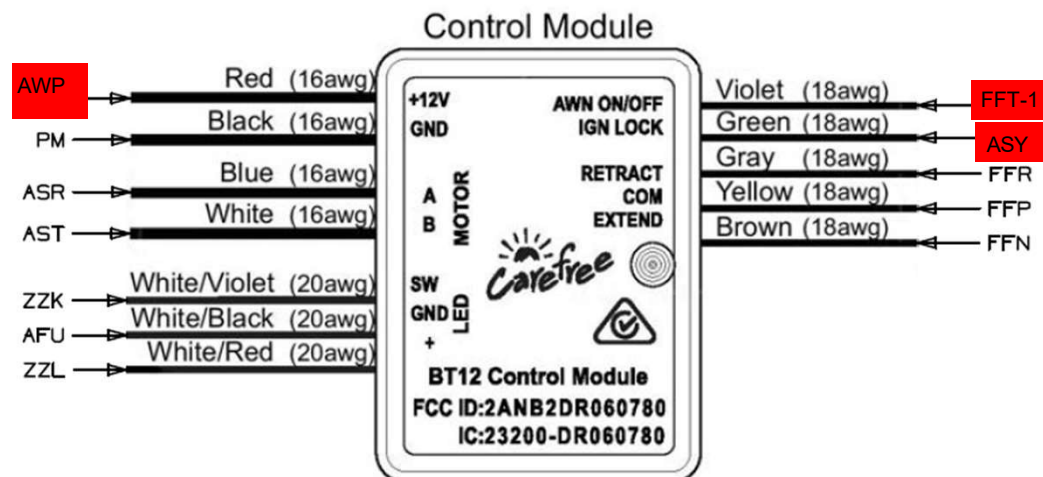 Control Module
AWP
Red (16awg)
PM
Black (16awg)
ASR
Blue (16awg)
AST
White (16awg)
ZZK
White/Violet (20awg)
AFU
White/Black (20awg)
ZZL
White/Red (20awg)
+12V
GND
A
B
MOTOR
SW
GND
+
LED
AWN ON/OFF
IGN LOCK
RETRACT
COM
EXTEND
Carefree
BT12 Control Module
FCC ID:2ANB2DR060780
IC:23200-DR060780
Violet (18awg)
FFT-1
Green (18awg)
ASY
Gray (18awg)
FFR
Yellow (18awg)
FFP
Brown (18awg)
FFN